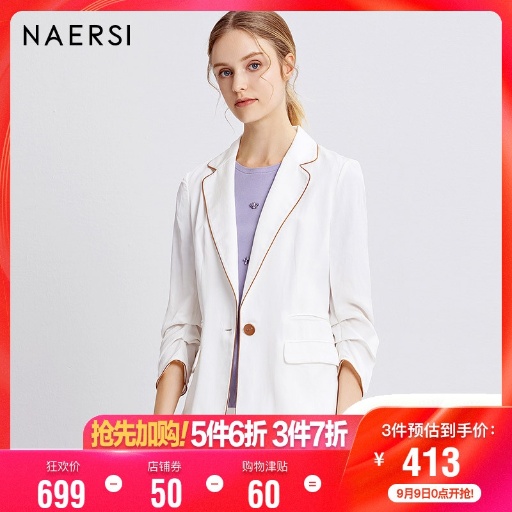 NAERSI
抢先加购! 5件6折 3件7折
3件预估到手价:
¥ 413
9月9日0点开抢!
狂欢价 店铺券 购物津贴
699 - 50 - 60 =